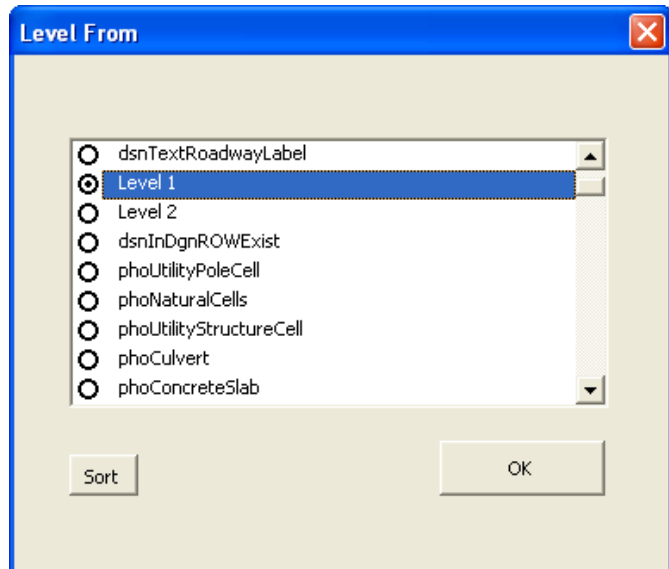 Level From
dsnTextRoadwayLabel
Level 1
Level 2
dsnInDgnROWExist
phoUtilityPoleCell
phoNaturalCells
phoUtilityStructureCell
phoCulvert
phoConcreteSlab
Sort
OK